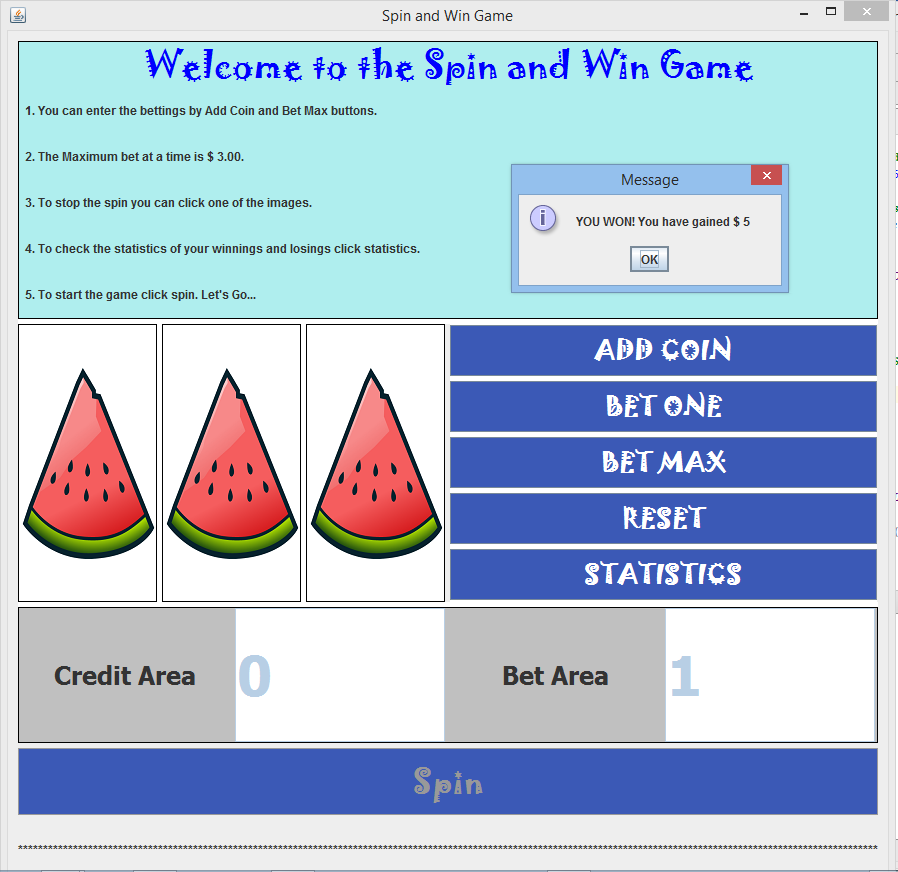 Spin and Win Game
Welcome to the Spin and Win Game
1. You can enter the bettings by Add Coin and Bet Max buttons.
2. The Maximum bet at a time is $ 3.00.
3. To stop the spin you can click one of the images.
4. To check the statistics of your winnings and losings click statistics.
5. To start the game click spin. Let's Go...
Message
YOU WON! You have gained $ 5
OK
ADD COIN
BET ONE
BET MAX
RESET
STATISTICS
Credit Area
0
Bet Area
1
Spin